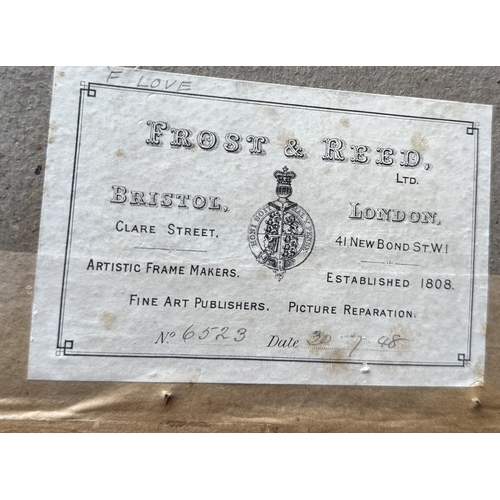 F LOVE
FROST & REED,
LTD.
BRISTOL, LONDON,
CLARE STREET, 41 NEW BOND ST. W.1
ARTISTIC FRAME MAKERS. ESTABLISHED 1808.
FINE ART PUBLISHERS. PICTURE REPARATION.
No 6523 Date 30 7 48